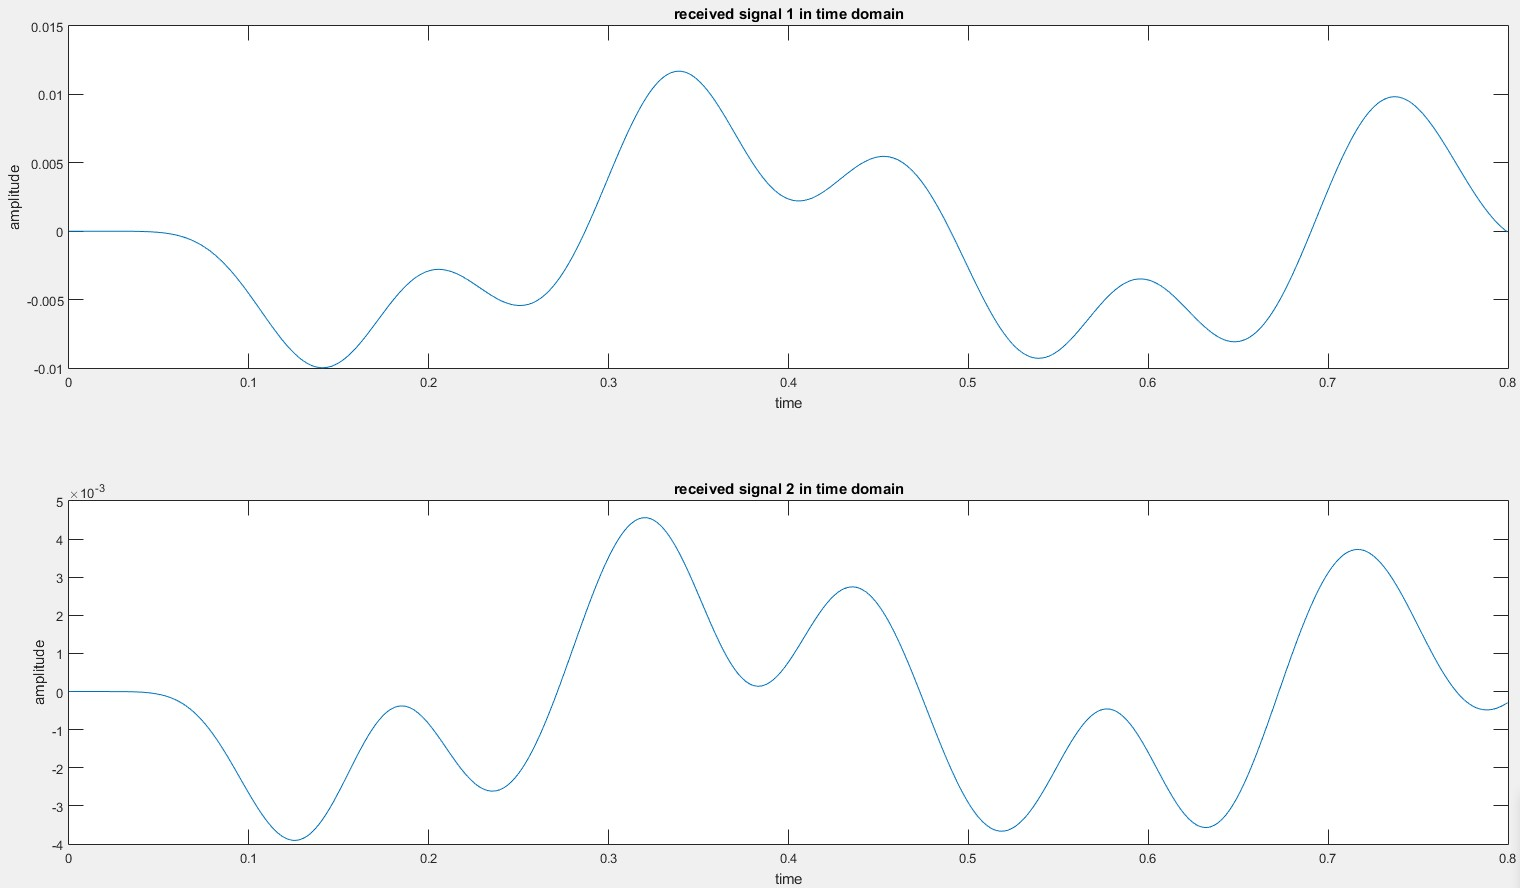 received signal 1 in time domain
0.015
0.01
0.005
0
-0.005
-0.01
amplitude
0 0.1 0.2 0.3 0.4 0.5 0.6 0.7 0.8
time
received signal 2 in time domain
×10-3
5
4
3
2
1
0
-1
-2
-3
-4
amplitude
0 0.1 0.2 0.3 0.4 0.5 0.6 0.7 0.8
time